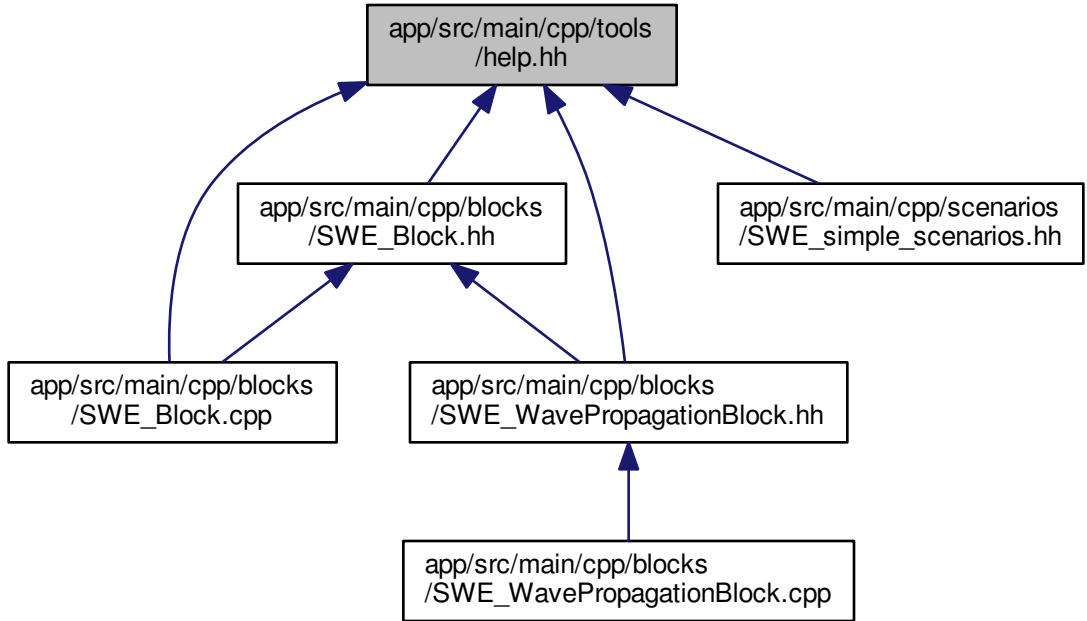 app/src/main/cpp/tools
/help.hh
app/src/main/cpp/blocks
/SWE_Block.hh
app/src/main/cpp/scenarios
/SWE_simple_scenarios.hh
app/src/main/cpp/blocks
/SWE_Block.cpp
app/src/main/cpp/blocks
/SWE_WavePropagationBlock.hh
app/src/main/cpp/blocks
/SWE_WavePropagationBlock.cpp